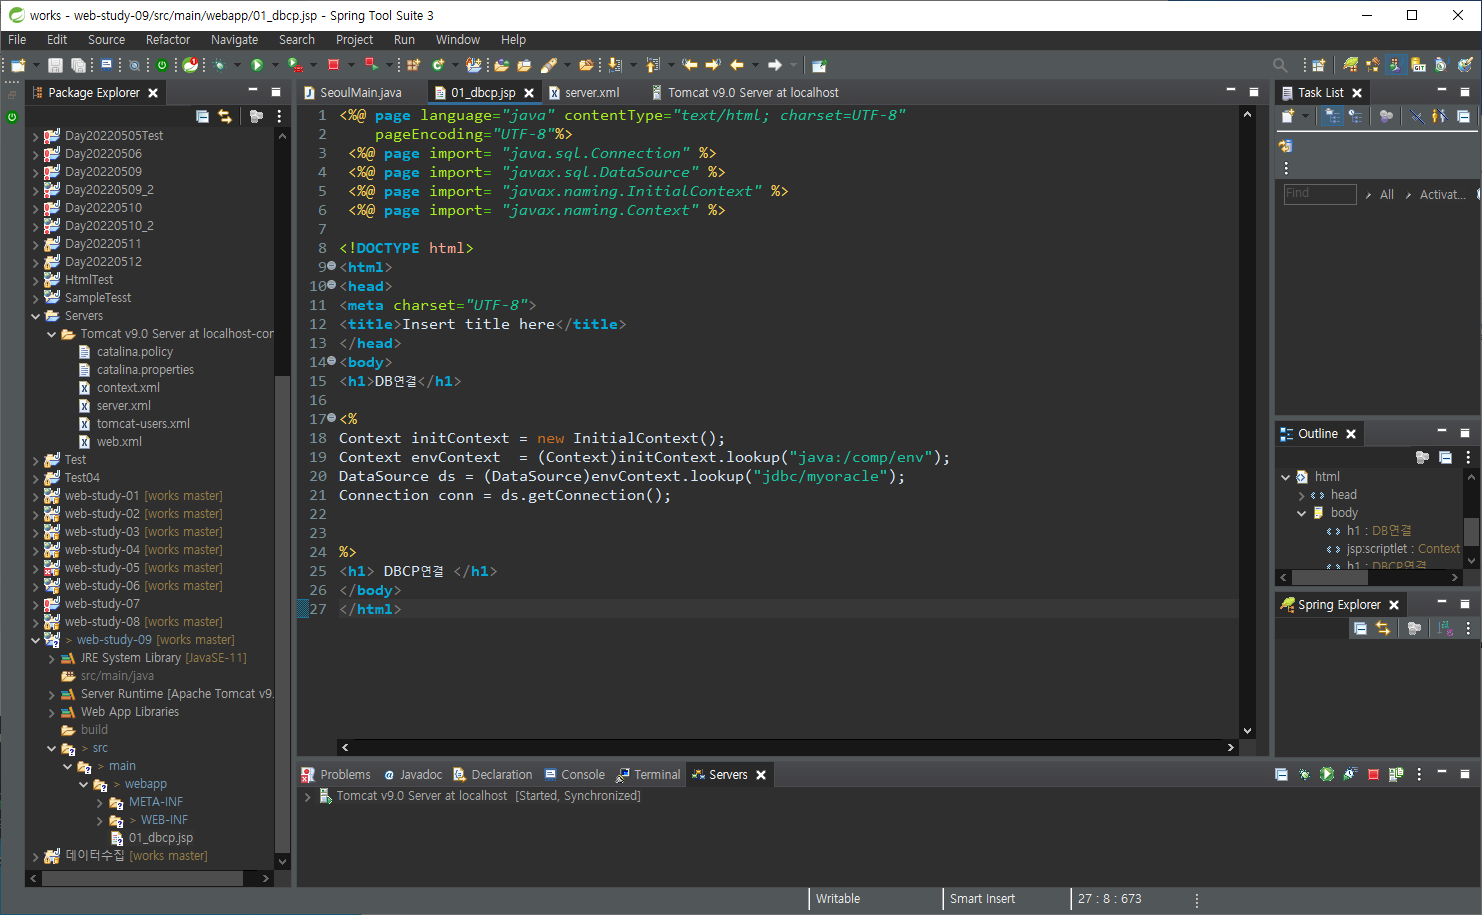 works - web-study-09/src/main/webapp/01_dbcp.jsp - Spring Tool Suite 3
File Edit Source Refactor Navigate Search Project Run Window Help
Package Explorer
Day20220505Test
Day20220506
Day20220509
Day20220509_2
Day20220510
Day20220510_2
Day20220511
Day20220512
HtmlTest
SampleTesst
Servers
Tomcat v9.0 Server at localhost-cor
catalina.policy
catalina.properties
context.xml
server.xml
tomcat-users.xml
web.xml
Test
Test04
web-study-01 [works master]
web-study-02 [works master]
web-study-03 [works master]
web-study-04 [works master]
web-study-05 [works master]
web-study-06 [works master]
web-study-07
web-study-08 [works master]
> web-study-09 [works master]
JRE System Library [JavaSE-11]
src/main/java
Server Runtime [Apache Tomcat v9.
Web App Libraries
build
> src
> main
> webapp
META-INF
> WEB-INF
01_dbcp.jsp
데이터수집 [works master]
SeoulMain.java 01_dbcp.jsp server.xml Tomcat v9.0 Server at localhost
1 <%@ page language="java" contentType="text/html; charset=UTF-8"
2 pageEncoding="UTF-8"%>
3 <%@ page import= "java.sql.Connection" %>
4 <%@ page import= "javax.sql.DataSource" %>
5 <%@ page import= "javax.naming.InitialContext" %>
6 <%@ page import= "javax.naming.Context" %>
7
8 <!DOCTYPE html>
9 <html>
10 <head>
11 <meta charset="UTF-8">
12 <title>Insert title here</title>
13 </head>
14 <body>
15 <h1>DB연결</h1>
16
17 <%
18 Context initContext = new InitialContext();
19 Context envContext  = (Context)initContext.lookup("java:/comp/env");
20 DataSource ds = (DataSource)envContext.lookup("jdbc/myoracle");
21 Connection conn = ds.getConnection();
22
23
24 %>
25 <h1> DBCP연결 </h1>
26 </body>
27 </html>
Problems Javadoc Declaration Console Terminal Servers
Tomcat v9.0 Server at localhost [Started, Synchronized]
Task List
Find All Activat...
Outline
html
head
body
h1 : DB연결
jsp:scriptlet : Context
h1 : DBCP연결
Spring Explorer
Writable Smart Insert 27 : 8 : 673